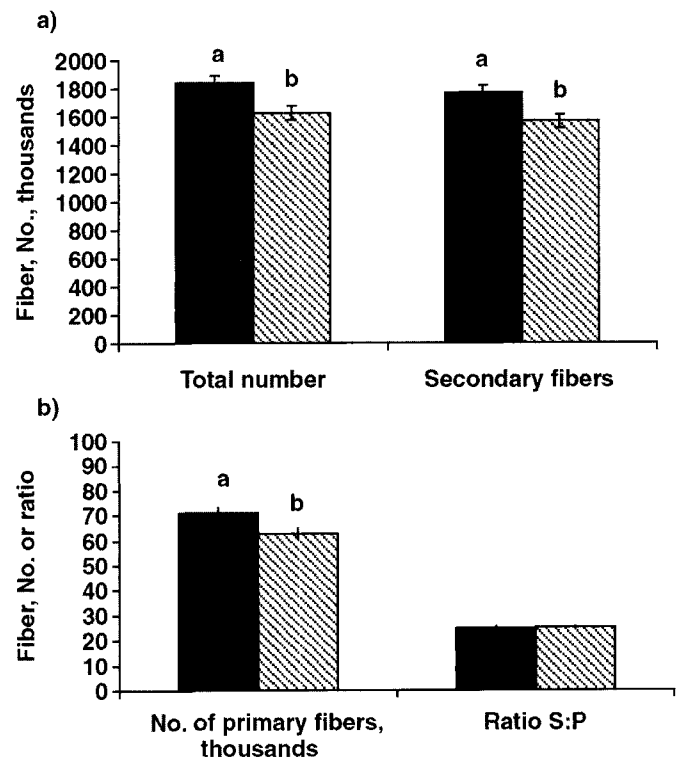 a)
Fiber, No., thousands
2000
1800
1600
1400
1200
1000
800
600
400
200
0
a
b
a
b
Total number
Secondary fibers
b)
Fiber, No. or ratio
100
90
80
70
60
50
40
30
20
10
0
a
b
No. of primary fibers,
thousands
Ratio S:P